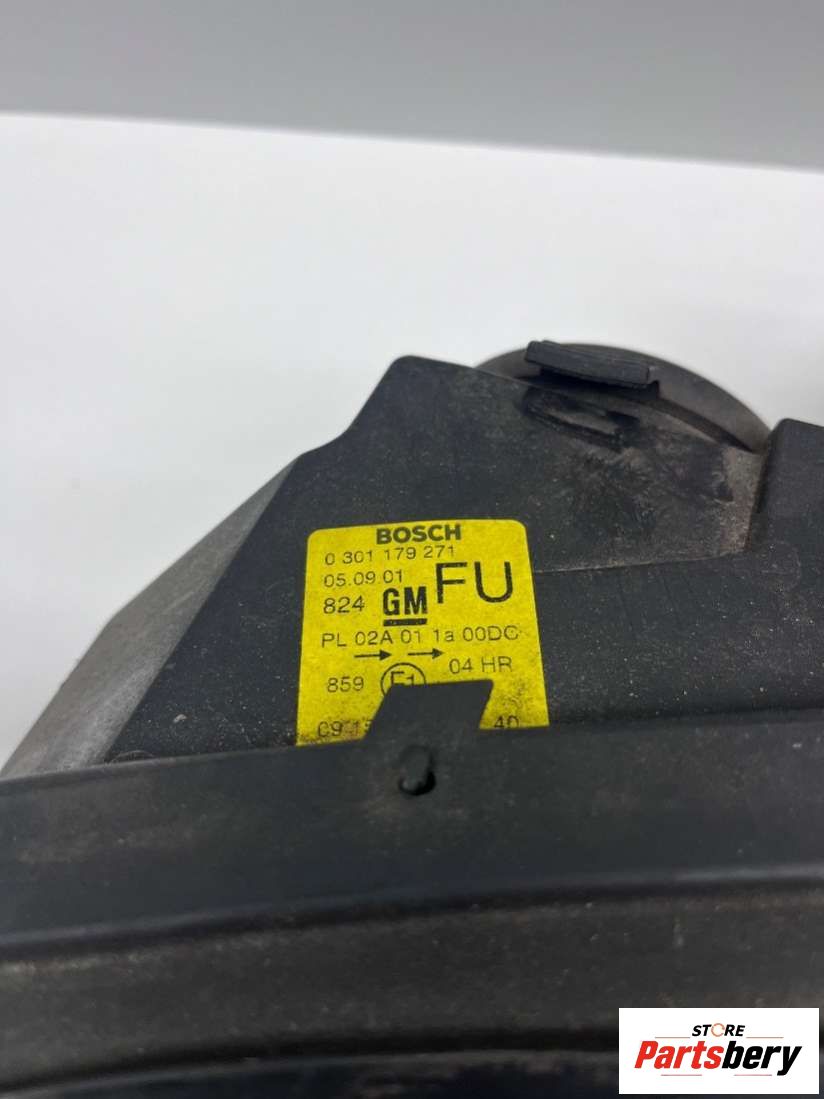 BOSCH
0 301 179 271
05.09 01
824 GM FU
PL 02A 01 1a 00DC
04 HR
859 E1
40
STORE
Partsbery